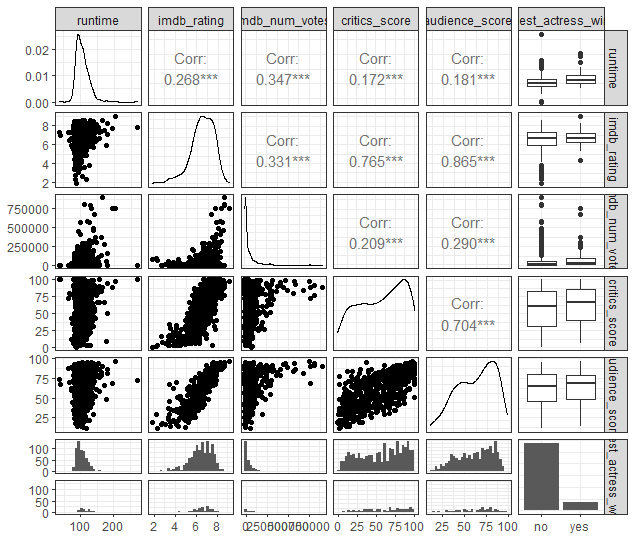 runtime imdb_rating mdb_num_votes critics_score audience_score est_actress_wi
0.02
0.01
0.00
Corr:
0.268***
Corr:
0.347***
Corr:
0.172***
Corr:
0.181***
runtime
8
6
4
2
Corr:
0.331***
Corr:
0.765***
Corr:
0.865***
imdb_rating
750000
500000
250000
0
Corr:
0.209***
Corr:
0.290***
mdb_num_vote
100
75
50
25
0
Corr:
0.704***
critics_score
100
75
50
25
udience_scor
100
50
0
100
50
0
est_actress_w
100 200
2 4 6 8
0 250000 500000 750000
0 25 50 75 100
25 50 75 100
no yes